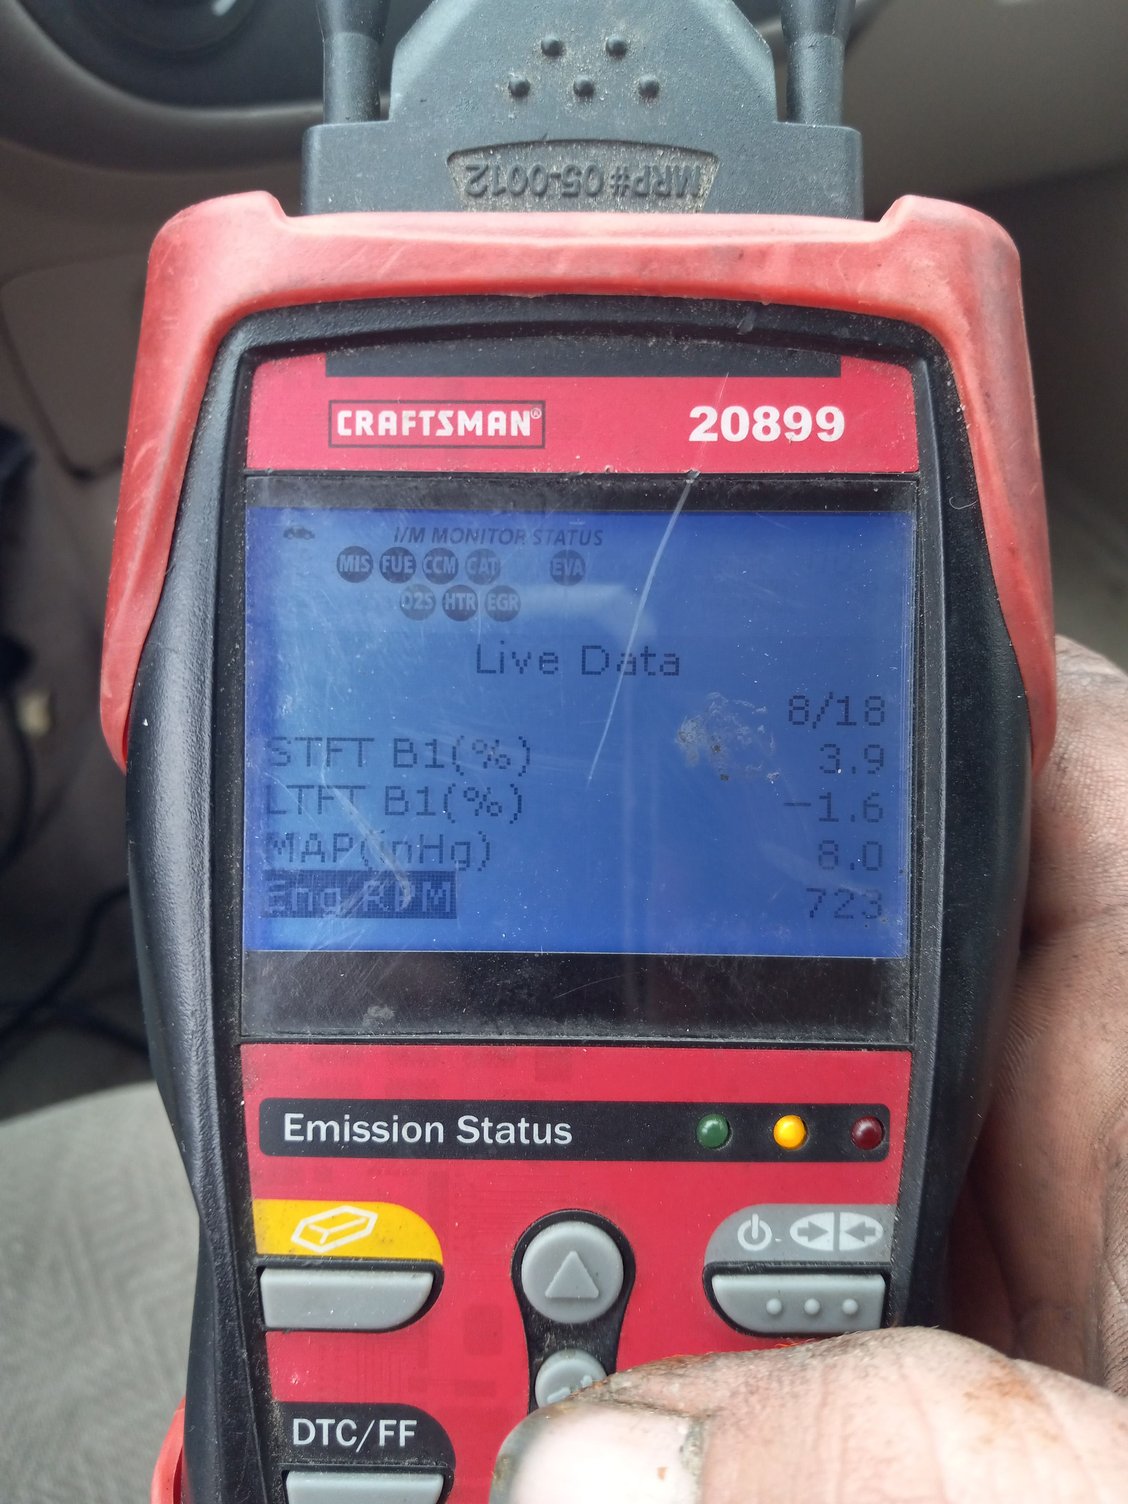 MRP# 05-0012
CRAFTSMAN® 20899
I/M MONITOR STATUS
MIS FUE CCM CAT EVA
O2S HTR EGR
Live Data
8/18
STFT B1(%) 3.9
LTFT B1(%) -1.6
MAP(inHg) 8.0
Eng RPM 723
Emission Status
DTC/FF